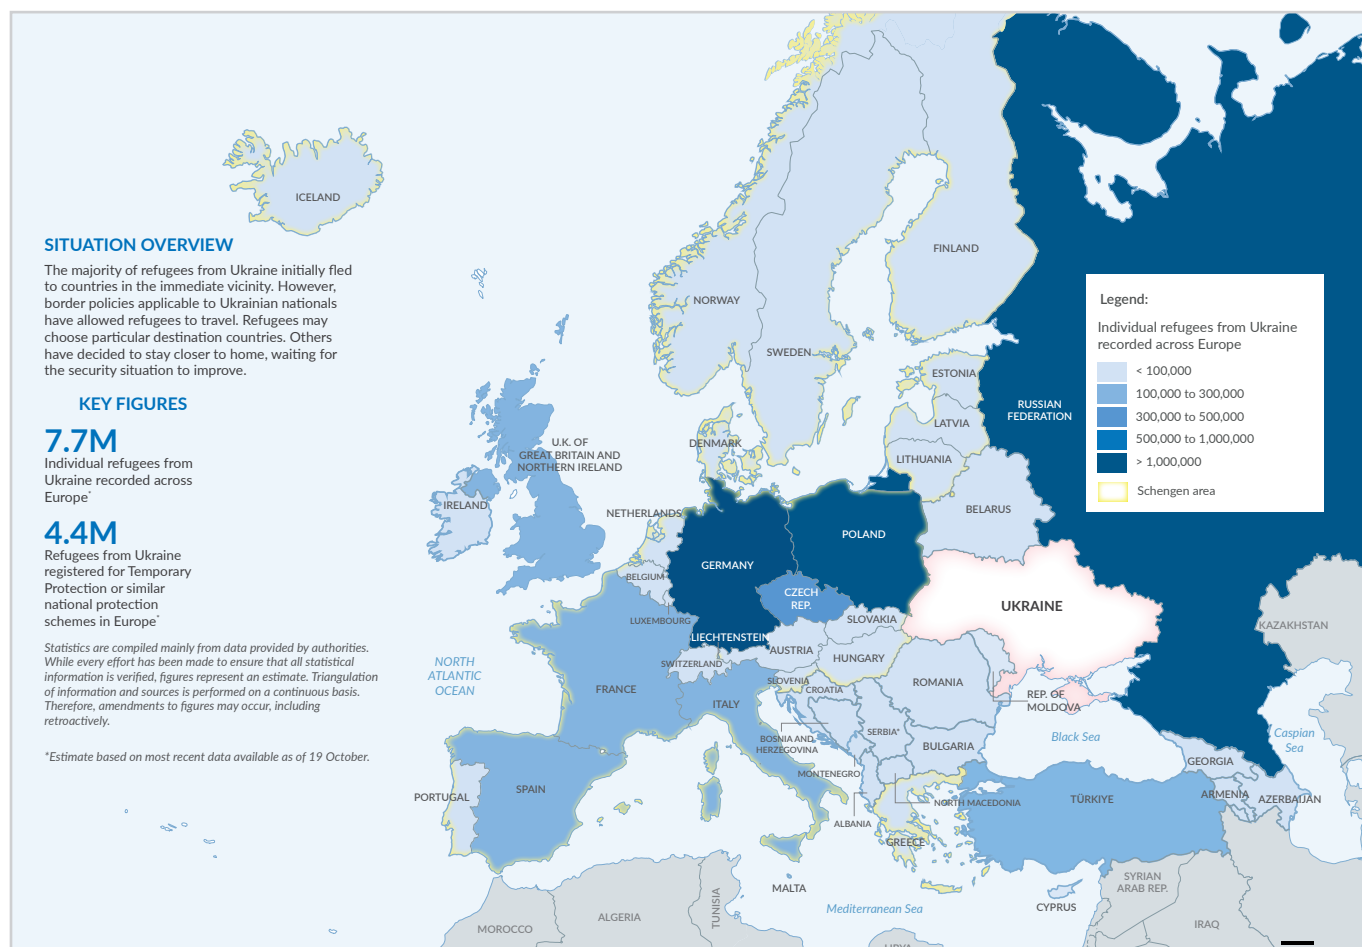 ICELAND
SITUATION OVERVIEW
The majority of refugees from Ukraine initially fled
to countries in the immediate vicinity. However,
border policies applicable to Ukrainian nationals
have allowed refugees to travel. Refugees may
choose particular destination countries. Others
have decided to stay closer to home, waiting for
the security situation to improve.
KEY FIGURES
7.7M
Individual refugees from
Ukraine recorded across
Europe*
4.4M
Refugees from Ukraine
registered for Temporary
Protection or similar
national protection
schemes in Europe*
Statistics are compiled mainly from data provided by authorities.
While every effort has been made to ensure that all statistical
information is verified, figures represent an estimate. Triangulation
of information and sources is performed on a continuous basis.
Therefore, amendments to figures may occur, including
retroactively.
*Estimate based on most recent data available as of 19 October.
Legend:
Individual refugees from Ukraine
recorded across Europe
< 100,000
100,000 to 300,000
300,000 to 500,000
500,000 to 1,000,000
> 1,000,000
Schengen area
FINLAND
NORWAY
SWEDEN
ESTONIA
RUSSIAN
FEDERATION
LATVIA
DENMARK
LITHUANIA
U.K. OF
GREAT BRITAIN AND
NORTHERN IRELAND
IRELAND
NETHERLANDS
BELARUS
POLAND
GERMANY
BELGIUM
CZECH
REP.
UKRAINE
LUXEMBOURG
SLOVAKIA
KAZAKHSTAN
LIECHTENSTEIN
AUSTRIA
SWITZERLAND
HUNGARY
NORTH
ATLANTIC
OCEAN
FRANCE
SLOVENIA
CROATIA
ROMANIA
ITALY
REP. OF
MOLDOVA
BOSNIA AND
HERZEGOVINA
SERBIA*
BULGARIA
Black Sea
Caspian
Sea
MONTENEGRO
GEORGIA
SPAIN
PORTUGAL
NORTH MACEDONIA
TÜRKIYE
ARMENIA
AZERBAIJAN
ALBANIA
GREECE
MALTA
CYPRUS
SYRIAN
ARAB REP.
Mediterranean Sea
IRAQ
MOROCCO
ALGERIA
TUNISIA
LIBYA